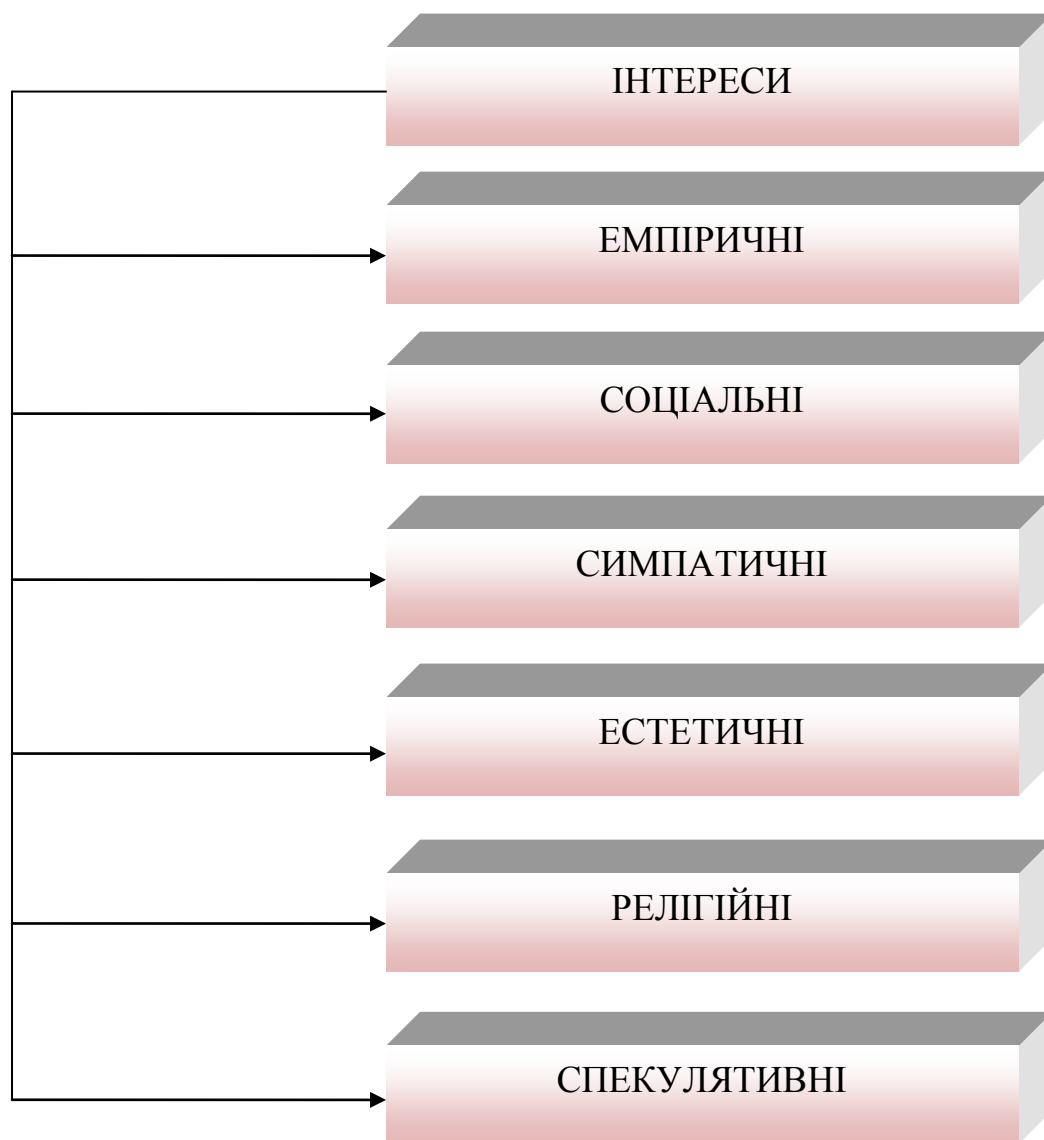 ІНТЕРЕСИ
ЕМПІРИЧНІ
СОЦІАЛЬНІ
СИМПАТИЧНІ
ЕСТЕТИЧНІ
РЕЛІГІЙНІ
СПЕКУЛЯТИВНІ